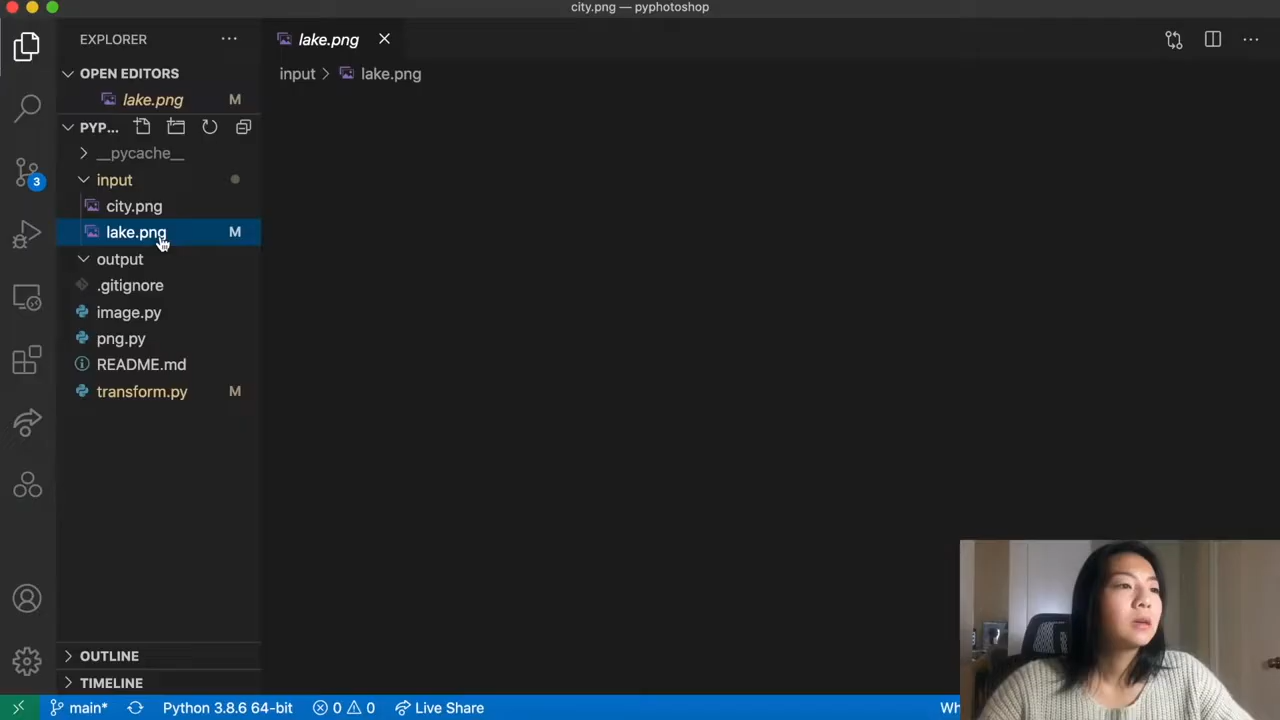 city.png — pyphotoshop
EXPLORER
lake.png
OPEN EDITORS
lake.png M
input > lake.png
PYP...
__pycache__
input
city.png
lake.png M
output
.gitignore
image.py
png.py
README.md
transform.py M
3
OUTLINE
TIMELINE
main* Python 3.8.6 64-bit 0 0 Live Share Wh